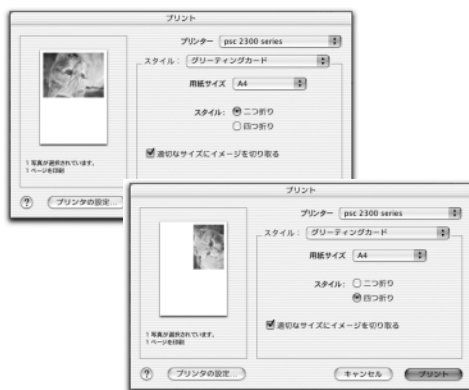 プリント
プリンター psc 2300 series
スタイル： グリーティングカード
用紙サイズ A4
スタイル： 二つ折り
四つ折り
適切なサイズにイメージを切り取る
1 写真が選択されています。
1 ページを印刷
? プリンタの設定...
プリント
プリンター psc 2300 series
スタイル： グリーティングカード
用紙サイズ A4
スタイル： 二つ折り
四つ折り
適切なサイズにイメージを切り取る
1 写真が選択されています。
1 ページを印刷
? プリンタの設定... キャンセル プリント